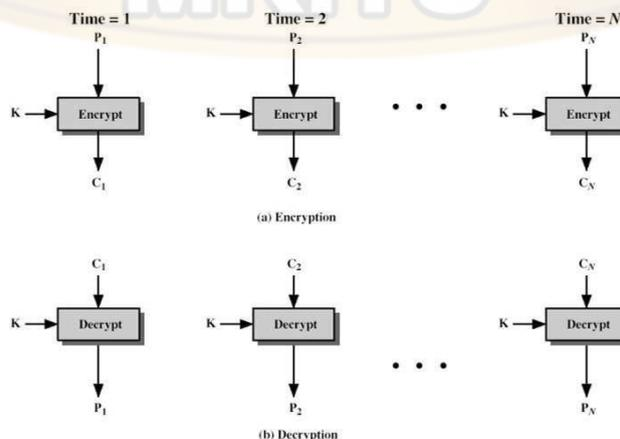 Time = 1 Time = 2 Time = N
P1 P2 PN
K Encrypt K Encrypt K Encrypt
C1 C2 CN
(a) Encryption
C1 C2 CN
K Decrypt K Decrypt K Decrypt
P1 P2 PN
(b) Decryption